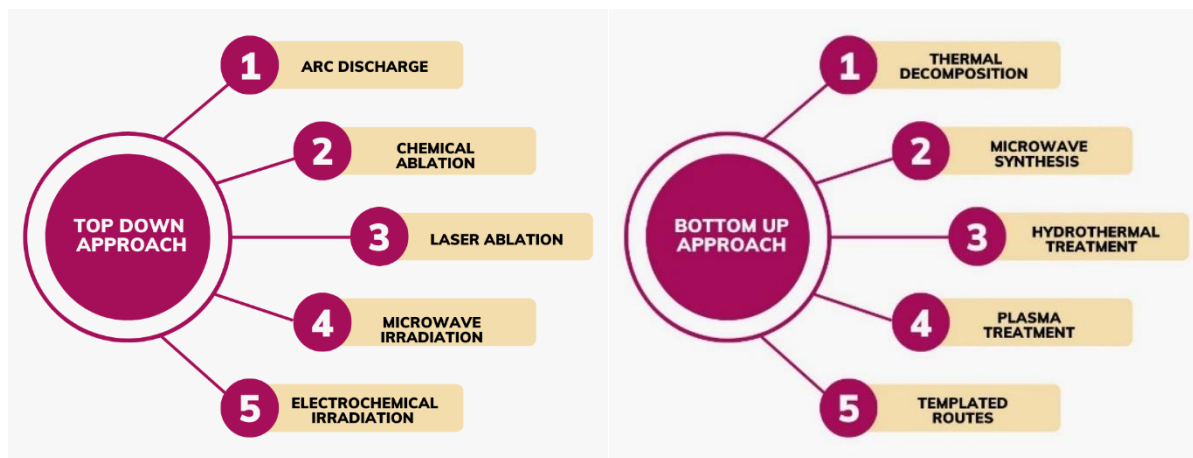 TOP DOWN
APPROACH
1
ARC DISCHARGE
2
CHEMICAL
ABLATION
3
LASER ABLATION
4
MICROWAVE
IRRADIATION
5
ELECTROCHEMICAL
IRRADIATION
BOTTOM UP
APPROACH
1
THERMAL
DECOMPOSITION
2
MICROWAVE
SYNTHESIS
3
HYDROTHERMAL
TREATMENT
4
PLASMA
TREATMENT
5
TEMPLATED
ROUTES